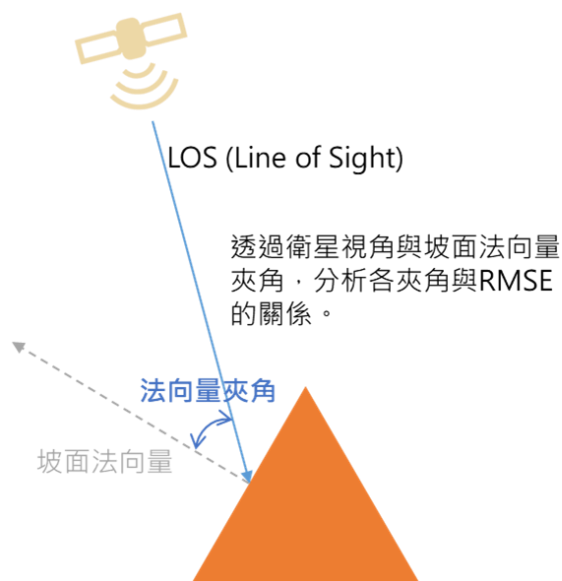 LOS (Line of Sight)
透過衛星視角與坡面法向量
夾角，分析各夾角與RMSE
的關係。
法向量夾角
坡面法向量